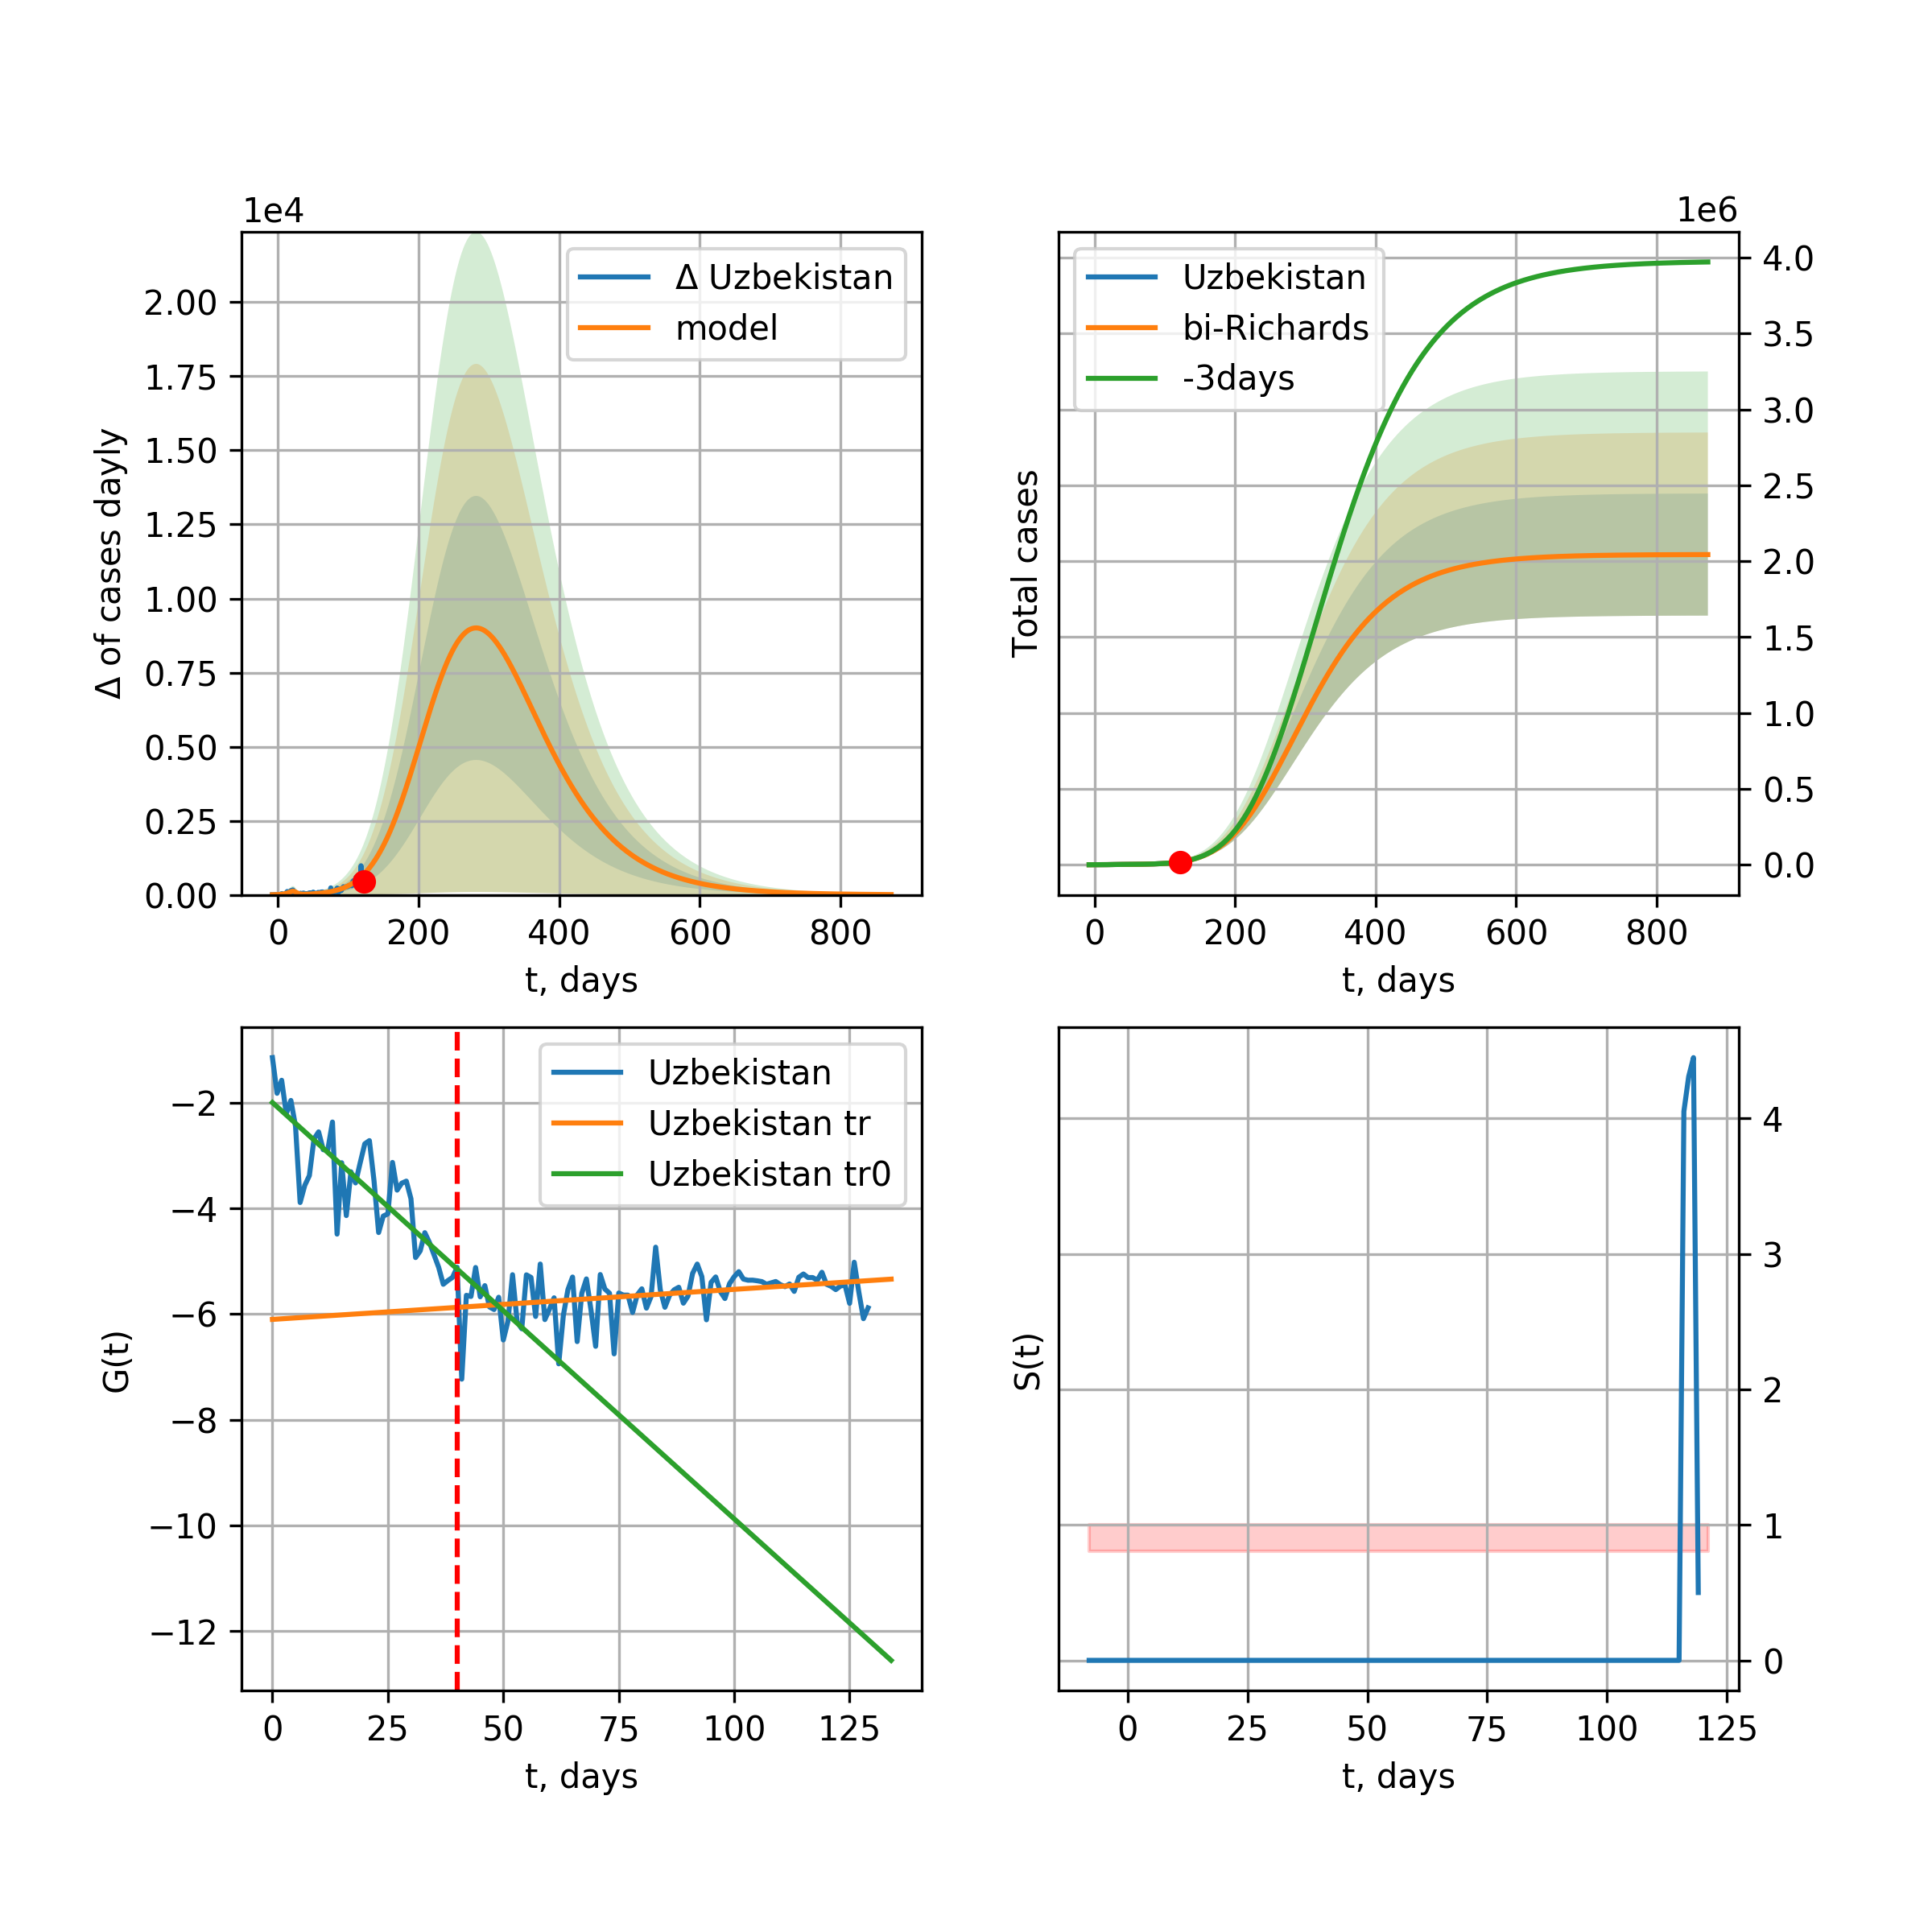 1e4
Δ of cases dayly
2.00
1.75
1.50
1.25
1.00
0.75
0.50
0.25
0.00
0 200 400 600 800
t, days
Δ Uzbekistan
model
1e6
Total cases
4.0
3.5
3.0
2.5
2.0
1.5
1.0
0.5
0.0
0 200 400 600 800
t, days
Uzbekistan
bi-Richards
-3days
G(t)
−2
−4
−6
−8
−10
−12
0 25 50 75 100 125
t, days
Uzbekistan
Uzbekistan tr
Uzbekistan tr0
S(t)
4
3
2
1
0
0 25 50 75 100 125
t, days